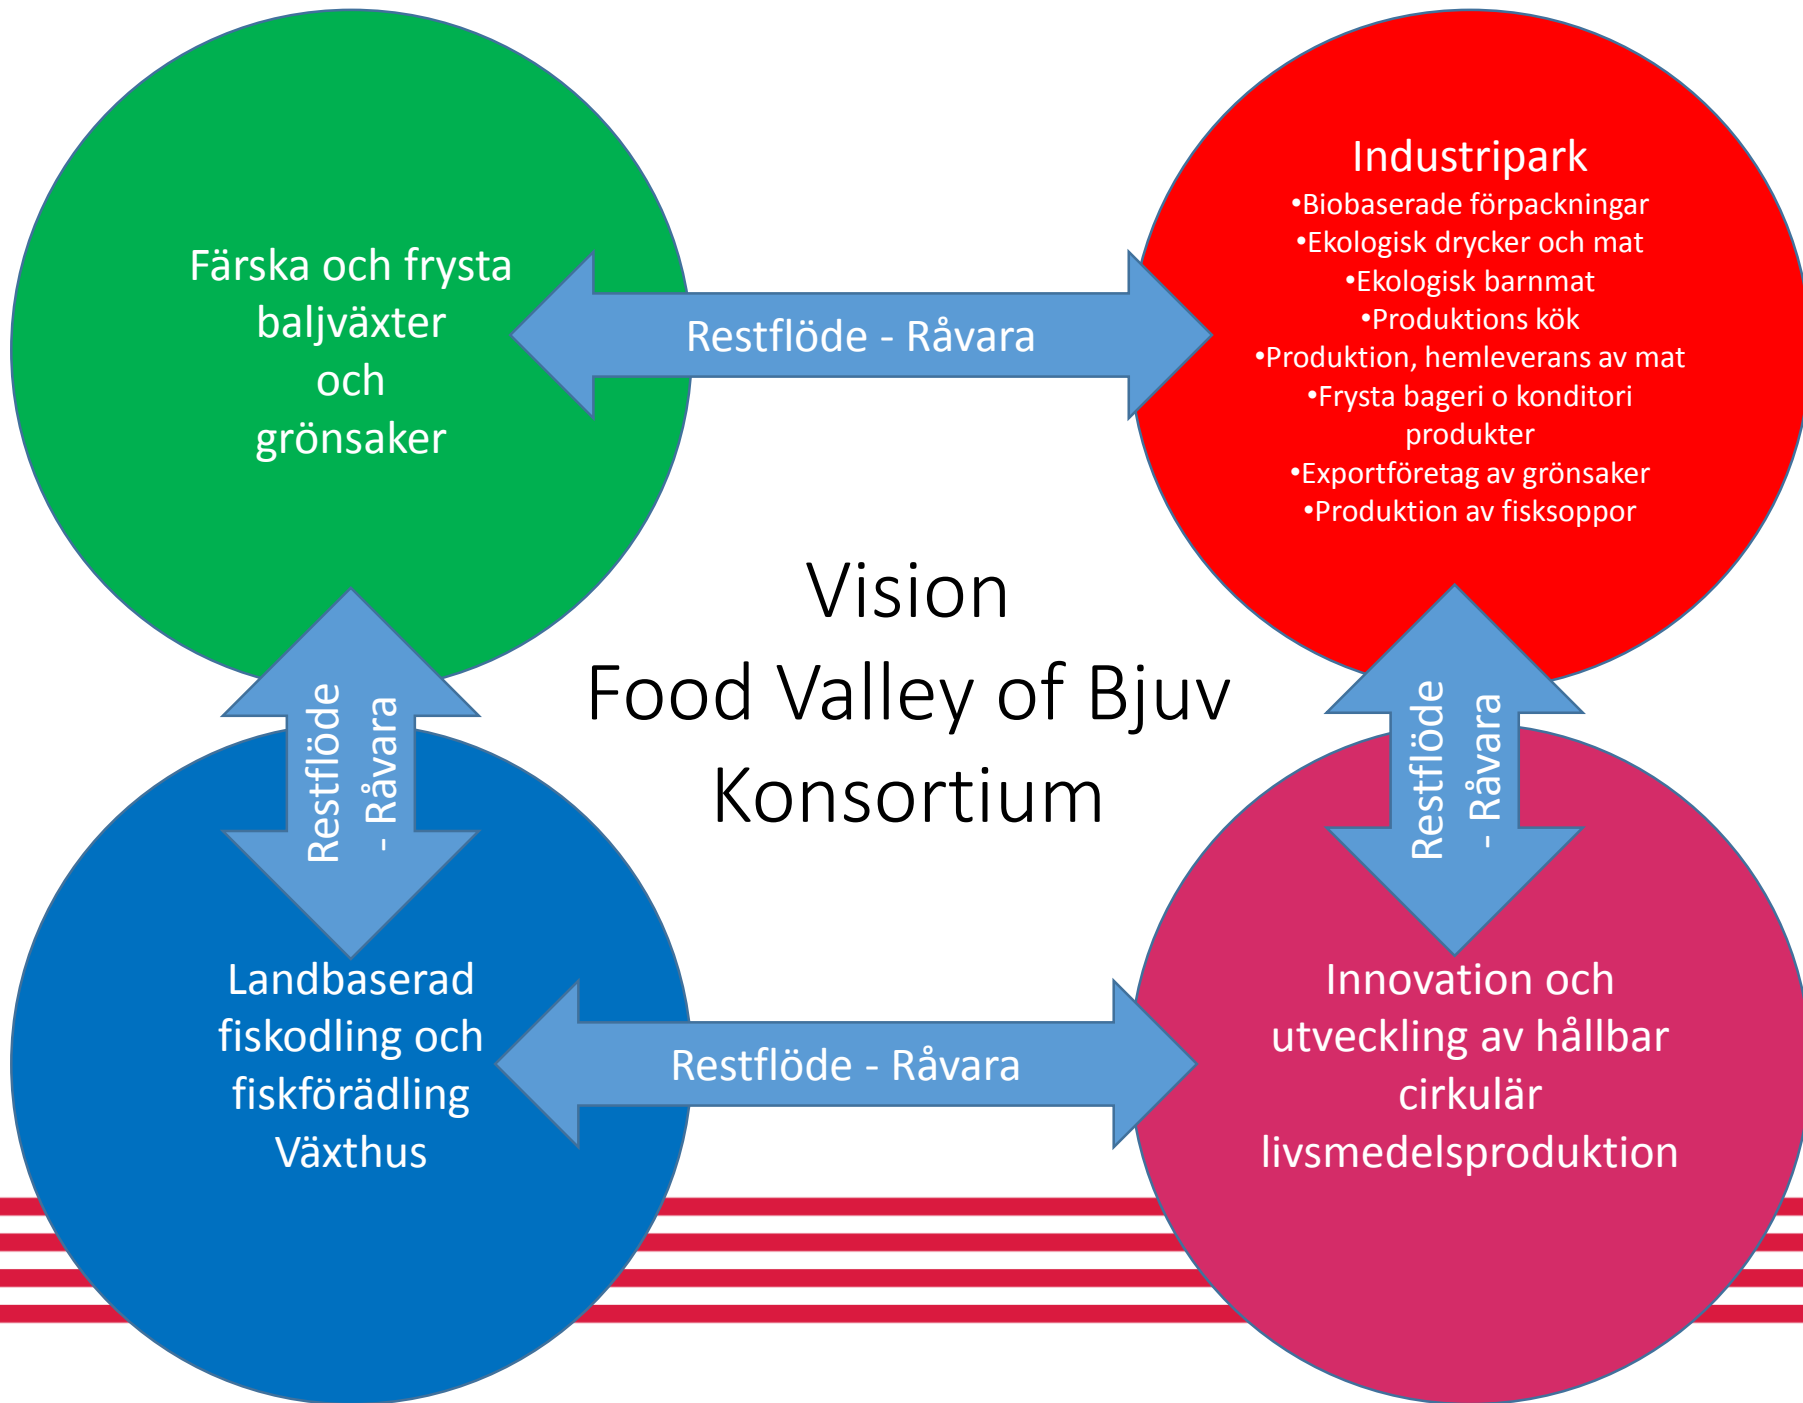 Färska och frysta
baljväxter
och
grönsaker
Restflöde - Råvara
Industripark
•Biobaserade förpackningar
•Ekologisk drycker och mat
•Ekologisk barnmat
•Produktions kök
•Produktion, hemleverans av mat
•Frysta bageri o konditori
produkter
•Exportföretag av grönsaker
•Produktion av fisksoppor
Vision
Food Valley of Bjuv
Konsortium
Restflöde
- Råvara
Restflöde
- Råvara
Landbaserad
fiskodling och
fiskförädling
Växthus
Restflöde - Råvara
Innovation och
utveckling av hållbar
cirkulär
livsmedelsproduktion